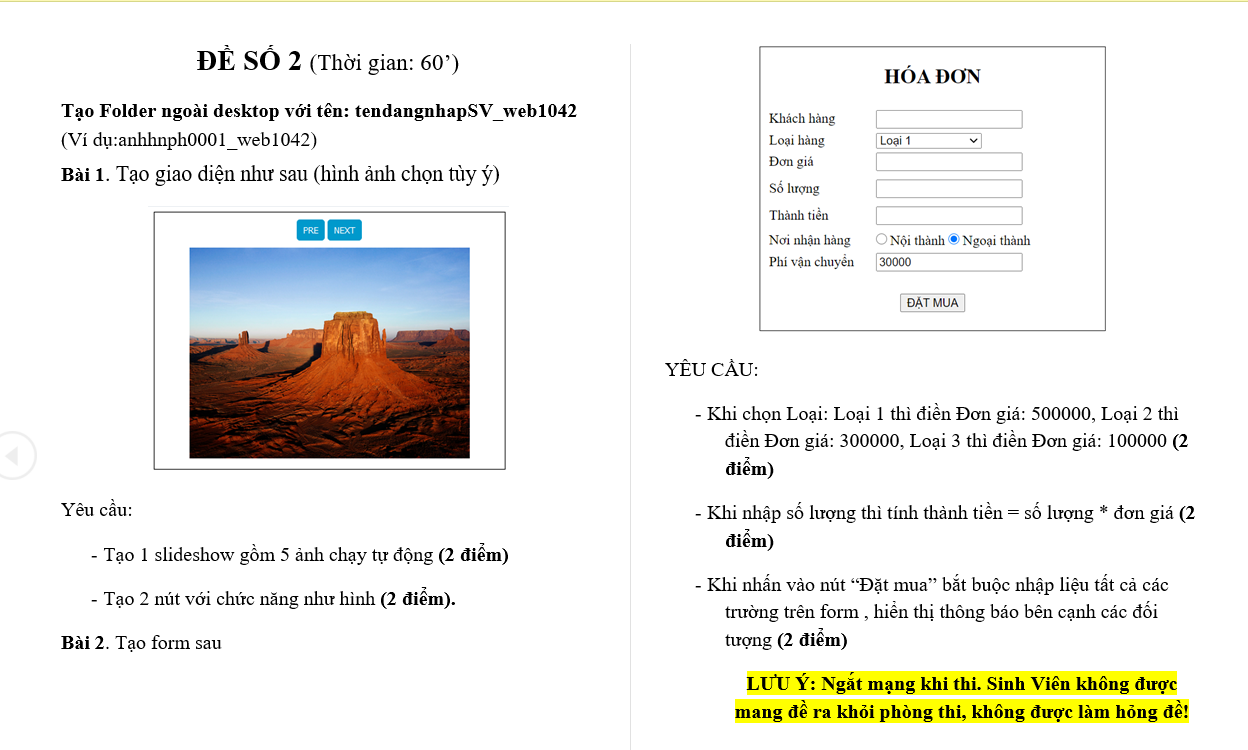 ĐỀ SỐ 2 (Thời gian: 60’)
Tạo Folder ngoài desktop với tên: tendangnhapSV_web1042
(Ví dụ:anhhnph0001_web1042)
Bài 1. Tạo giao diện như sau (hình ảnh chọn tùy ý)
PRE NEXT
Yêu cầu:
- Tạo 1 slideshow gồm 5 ảnh chạy tự động (2 điểm)
- Tạo 2 nút với chức năng như hình (2 điểm).
Bài 2. Tạo form sau
HÓA ĐƠN
Khách hàng
Loại hàng Loại 1
Đơn giá
Số lượng
Thành tiền
Nơi nhận hàng Nội thành Ngoại thành
Phí vận chuyển 30000
ĐẶT MUA
YÊU CẦU:
- Khi chọn Loại: Loại 1 thì điền Đơn giá: 500000, Loại 2 thì
điền Đơn giá: 300000, Loại 3 thì điền Đơn giá: 100000 (2
điểm)
- Khi nhập số lượng thì tính thành tiền = số lượng * đơn giá (2
điểm)
- Khi nhấn vào nút “Đặt mua” bắt buộc nhập liệu tất cả các
trường trên form , hiển thị thông báo bên cạnh các đối
tượng (2 điểm)
LƯU Ý: Ngắt mạng khi thi. Sinh Viên không được
mang đề ra khỏi phòng thi, không được làm hỏng đề!